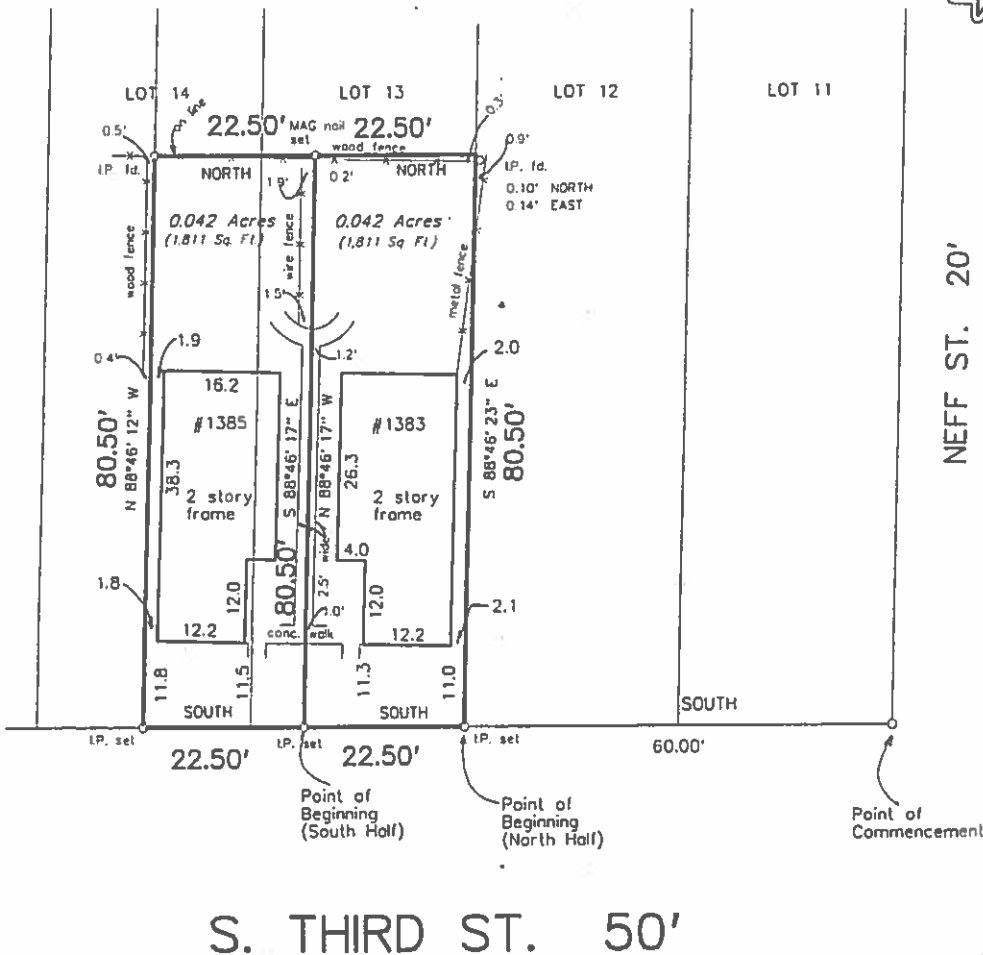 LOT 14
LOT 13
LOT 12
LOT 11
on line
0.3'
0.5'
22.50'
MAG nail
set
22.50'
wood fence
0.9'
I.P. fd.
NORTH
1.9'
0.2'
NORTH
I.P. fd.
0.10' NORTH
0.14' EAST
0.042 Acres
(1,811 Sq. Ft.)
0.042 Acres
(1,811 Sq. Ft.)
wood fence
wire fence
metal fence
NEFF ST. 20'
1.5'
1.9
1.2'
2.0
0.4'
16.2
#1385
#1383
80.50'
N 88°46' 12" W
38.3
S 88°46' 17" E
N 88°46' 17" W
26.3
S 88°46' 23" E
80.50'
2 story
frame
2 story
frame
80.50'
wide
4.0
2.5'
1.8
12.0
12.0
1.0'
2.1
12.2
conc. walk
12.2
11.8
11.5
11.3
11.0
SOUTH
SOUTH
SOUTH
I.P. set
I.P. set
I.P. set
22.50'
22.50'
60.00'
Point of
Beginning
(South Half)
Point of
Beginning
(North Half)
Point of
Commencement
S. THIRD ST. 50'